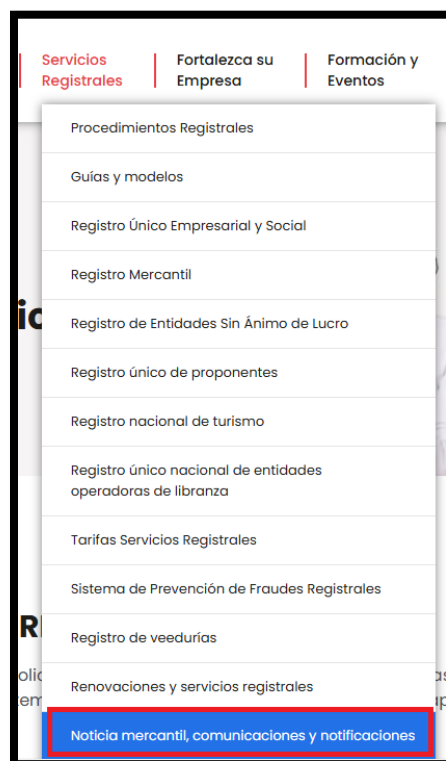 Servicios
Registrales
Fortalezca su
Empresa
Formación y
Eventos
Procedimientos Registrales
Guías y modelos
Registro Único Empresarial y Social
Registro Mercantil
Registro de Entidades Sin Ánimo de Lucro
Registro único de proponentes
Registro nacional de turismo
Registro único nacional de entidades
operadoras de libranza
Tarifas Servicios Registrales
Sistema de Prevención de Fraudes Registrales
Registro de veedurías
Renovaciones y servicios registrales
Noticia mercantil, comunicaciones y notificaciones